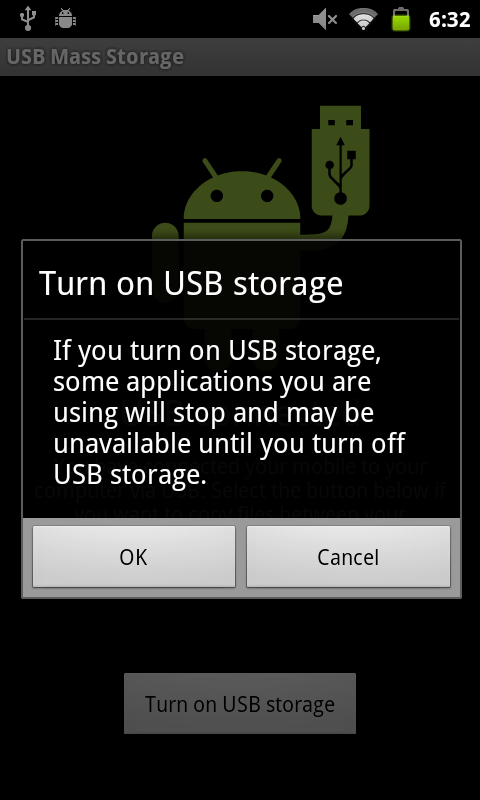 6:32
USB Mass Storage
Turn on USB storage
If you turn on USB storage,
some applications you are
using will stop and may be
unavailable until you turn off
USB storage.
cted your mobile to your
computer via USB. Select the button below if
you want to copy files between your
OK
Cancel
Turn on USB storage